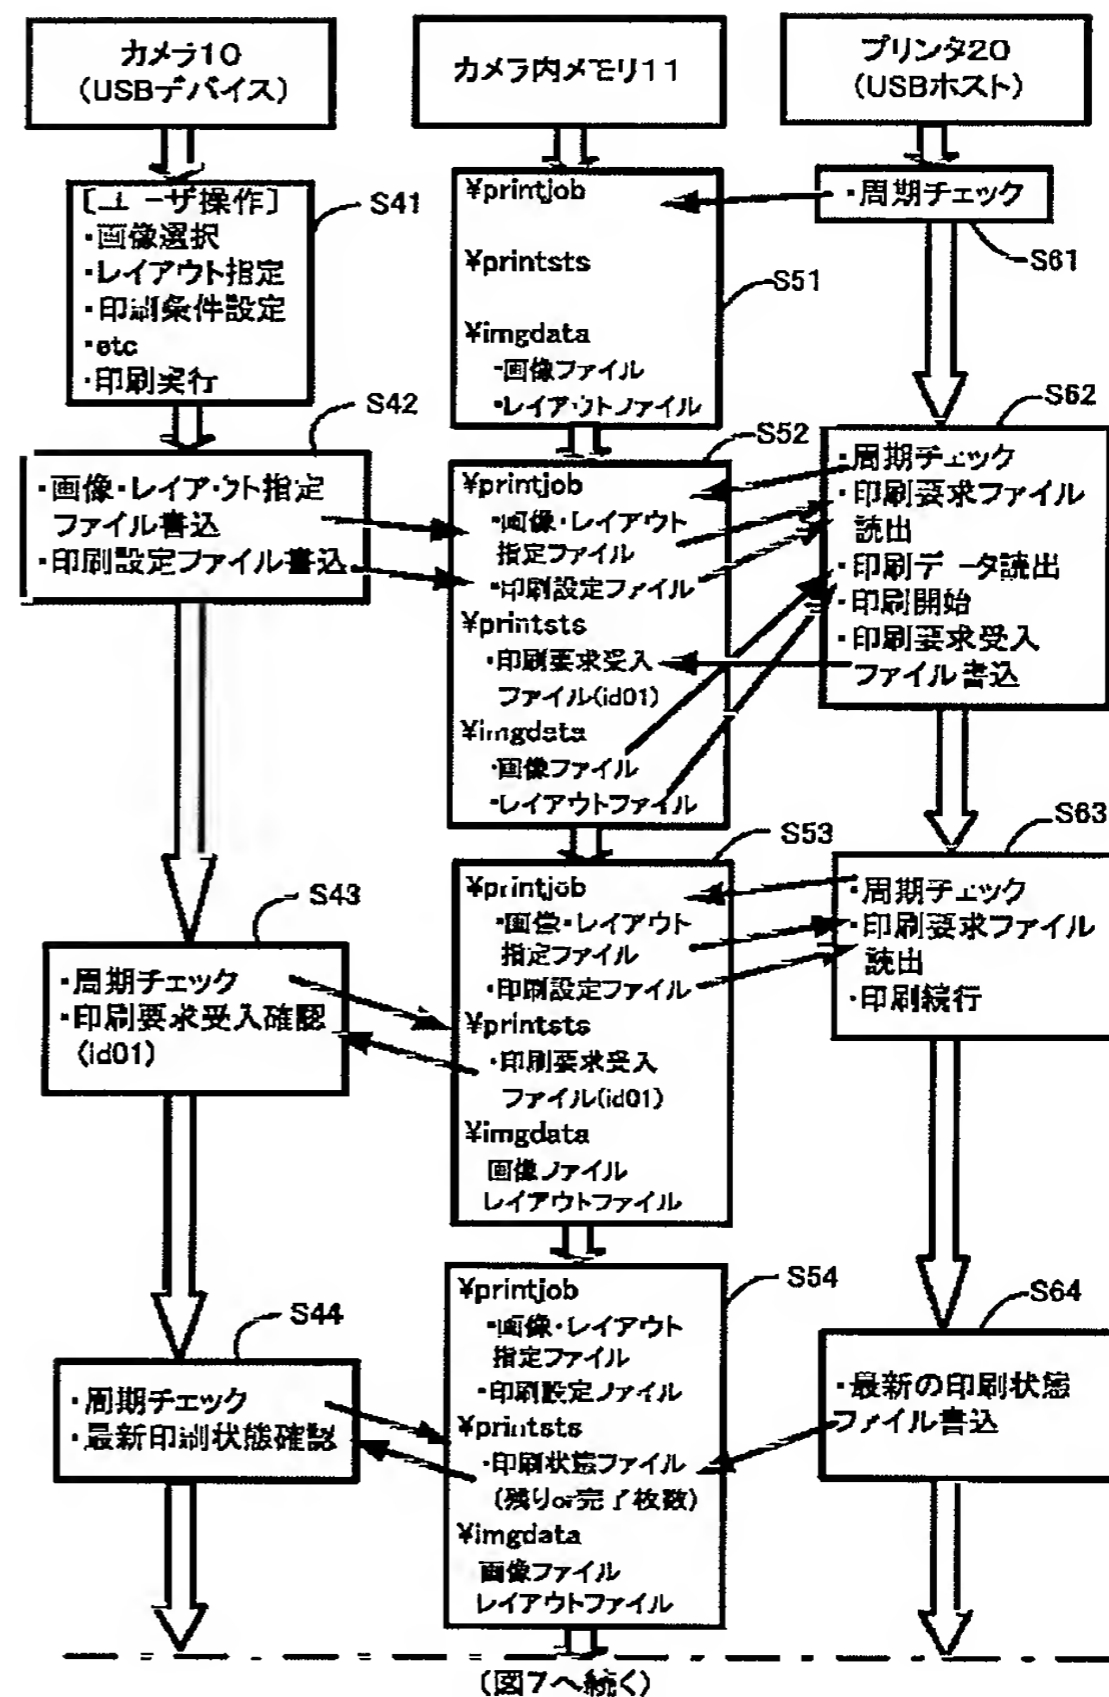 カメラ10
(USBデバイス)
カメラ内メモリ11
プリンタ20
(USBホスト)
[ユーザ操作]
・画像選択
・レイアウト指定
・印刷条件設定
・etc
・印刷実行
S41
¥printjob
¥printsts
¥imgdata
・画像ファイル
・レイアウトファイル
S51
・周期チェック
S61
S42
・画像・レイアウト指定
ファイル書込
・印刷設定ファイル書込
S52
¥printjob
・画像・レイアウト
指定ファイル
・印刷設定ファイル
¥printsts
・印刷要求受入
ファイル(id01)
¥imgdata
・画像ファイル
・レイアウトファイル
S62
・周期チェック
・印刷要求ファイル
読出
・印刷データ読出
・印刷開始
・印刷要求受入
ファイル書込
S43
・周期チェック
・印刷要求受入確認
(id01)
S53
¥printjob
・画像・レイアウト
指定ファイル
・印刷設定ファイル
¥printsts
・印刷要求受入
ファイル(id01)
¥imgdata
画像ファイル
レイアウトファイル
S63
・周期チェック
・印刷要求ファイル
読出
・印刷続行
S44
・周期チェック
・最新印刷状態確認
S54
¥printjob
・画像・レイアウト
指定ファイル
・印刷設定ファイル
¥printsts
・印刷状態ファイル
(残りor完了枚数)
¥imgdata
画像ファイル
レイアウトファイル
S64
・最新の印刷状態
ファイル書込
(図7へ続く)